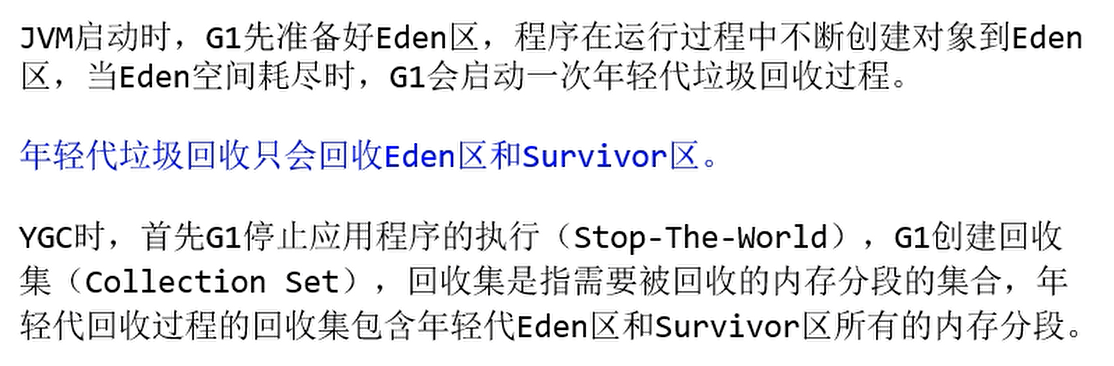 JVM启动时，G1先准备好Eden区，程序在运行过程中不断创建对象到Eden
区，当Eden空间耗尽时，G1会启动一次年轻代垃圾回收过程。
年轻代垃圾回收只会回收Eden区和Survivor区。
YGC时，首先G1停止应用程序的执行（Stop-The-World），G1创建回收
集（Collection Set），回收集是指需要被回收的内存分段的集合，年
轻代回收过程的回收集包含年轻代Eden区和Survivor区所有的内存分段。